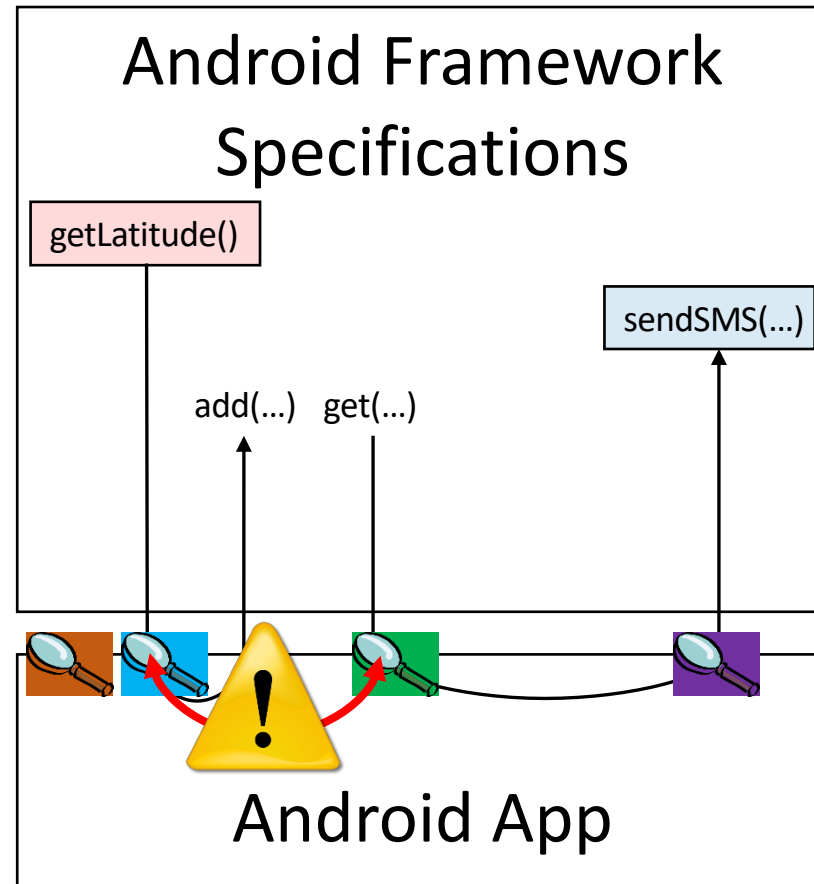 Android Framework
Specifications
getLatitude()
sendSMS(...)
add(...) get(...)
!
Android App